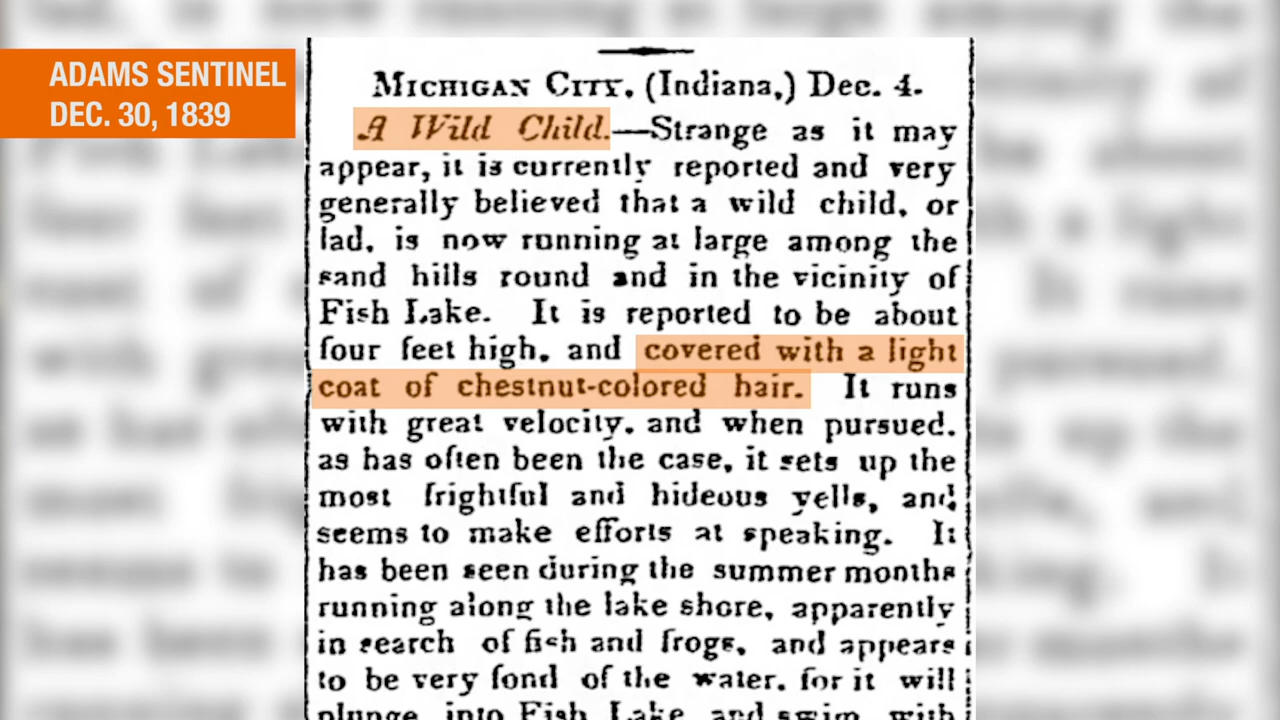 ADAMS SENTINEL
DEC. 30, 1839
MICHIGAN CITY, (Indiana,) Dec. 4.
A Wild Child.—Strange as it may
appear, it is currently reported and very
generally believed that a wild child, or
lad, is now running at large among the
sand hills round and in the vicinity of
Fish Lake. It is reported to be about
four feet high, and covered with a light
coat of chestnut-colored hair. It runs
with great velocity, and when pursued,
as has often been the case, it sets up the
most frightful and hideous yells, and
seems to make efforts at speaking. It
has been seen during the summer months
running along the lake shore, apparently
in search of fish and frogs, and appears
to be very fond of the water, for it will
plunge into Fish Lake and swim with